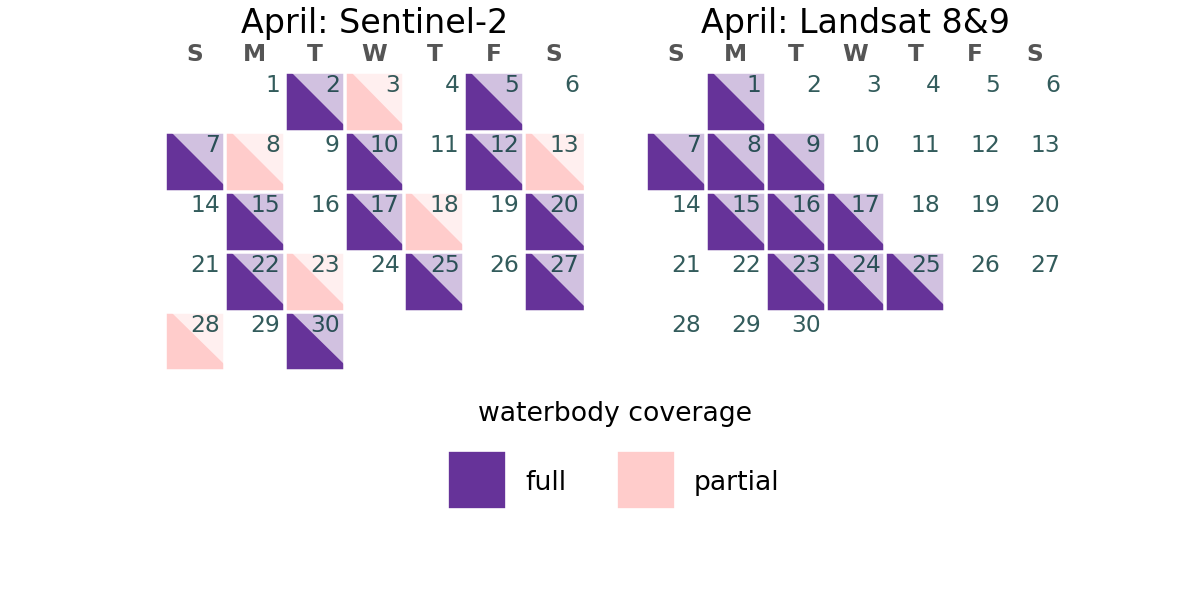 April: Sentinel-2
S M T W T F S
1 2 3 4 5 6
7 8 9 10 11 12 13
14 15 16 17 18 19 20
21 22 23 24 25 26 27
28 29 30
April: Landsat 8&9
S M T W T F S
1 2 3 4 5 6
7 8 9 10 11 12 13
14 15 16 17 18 19 20
21 22 23 24 25 26 27
28 29 30
waterbody coverage
full partial